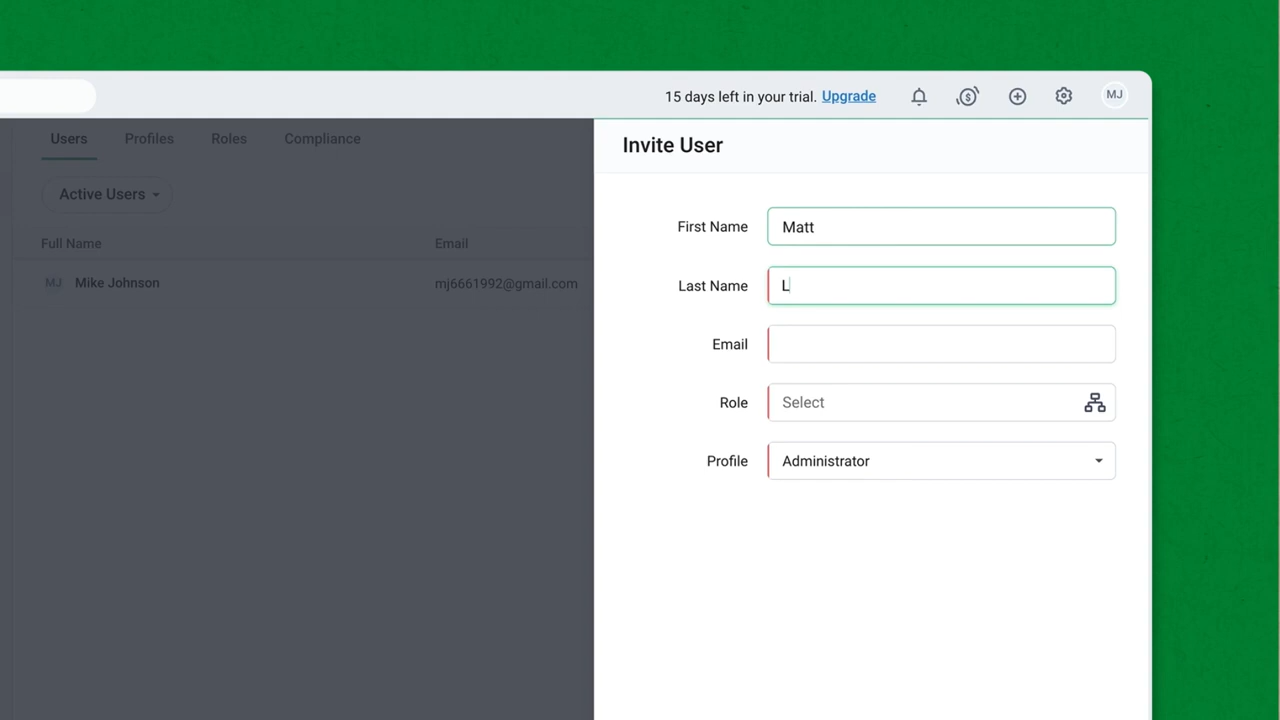 15 days left in your trial. Upgrade
MJ
Users Profiles Roles Compliance
Invite User
Active Users
First Name Matt
Full Name Email
MJ Mike Johnson mj6661992@gmail.com
Last Name L
Email
Role Select
Profile Administrator